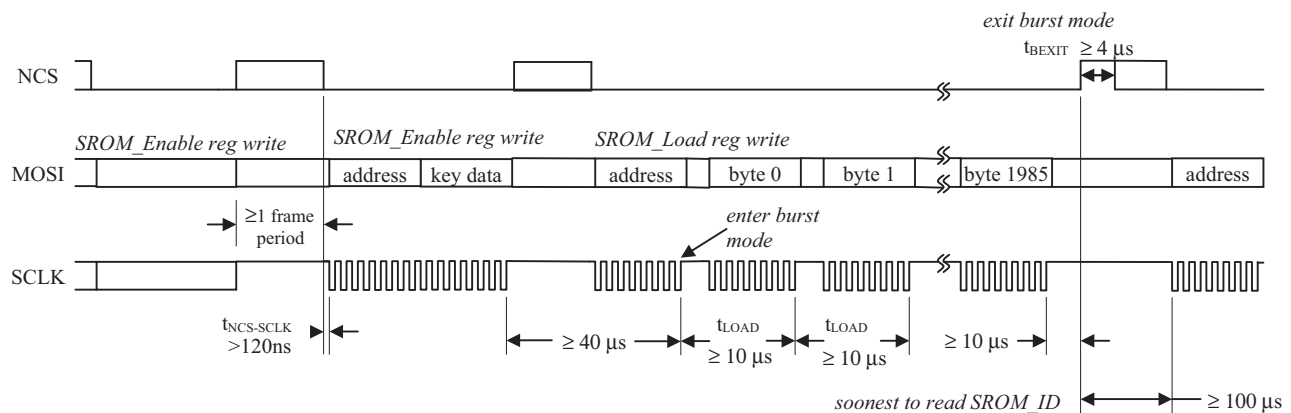 exit burst mode
tBEXIT ≥ 4 µs
NCS
SROM_Enable reg write SROM_Enable reg write SROM_Load reg write
MOSI address key data address byte 0 byte 1 byte 1985 address
≥1 frame
period
enter burst
mode
SCLK
tNCS-SCLK
>120ns
≥ 40 µs
tLOAD
≥ 10 µs
tLOAD
≥ 10 µs
≥ 10 µs
soonest to read SROM_ID ≥ 100 µs